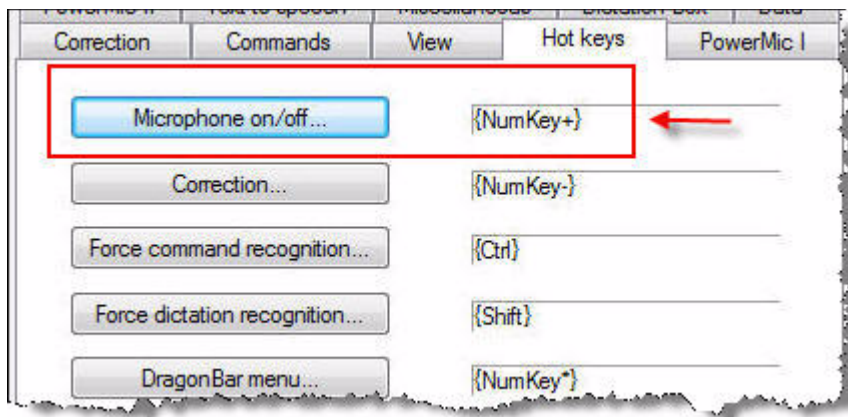 Correction Commands View Hot keys PowerMic I
Microphone on/off... {NumKey+}
Correction... {NumKey-}
Force command recognition... {Ctrl}
Force dictation recognition... {Shift}
DragonBar menu... {NumKey*}